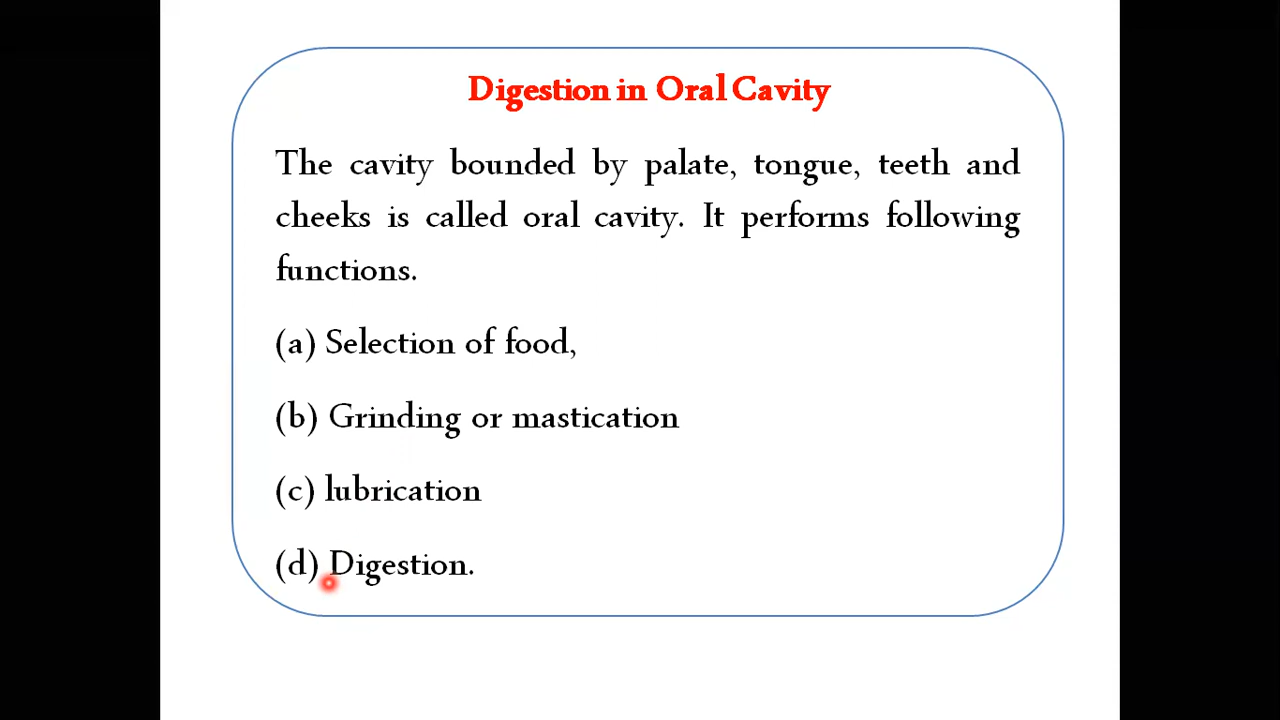 Digestion in Oral Cavity
The cavity bounded by palate, tongue, teeth and
cheeks is called oral cavity. It performs following
functions.
(a) Selection of food,
(b) Grinding or mastication
(c) lubrication
(d) Digestion.